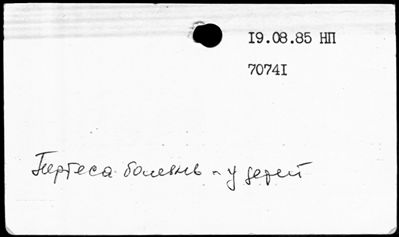 I9.08.85 НП
7074I
Пертеса болезнь - у детей